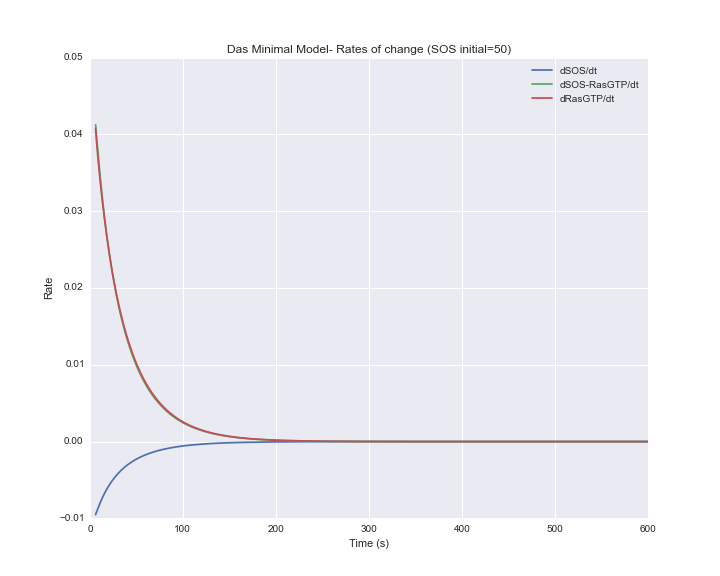 Das Minimal Model- Rates of change (SOS initial=50)
dSOS/dt
dSOS-RasGTP/dt
dRasGTP/dt
0.05
0.04
0.03
0.02
0.01
0.00
−0.01
Rate
0 100 200 300 400 500 600
Time (s)